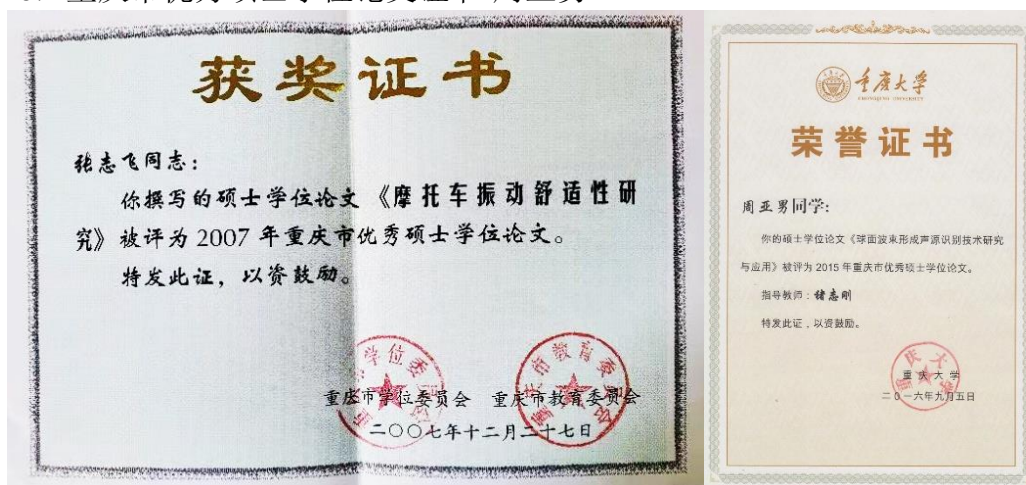 获奖证书
张志飞同志：
你撰写的硕士学位论文《摩托车振动舒适性研
究》被评为 2007 年重庆市优秀硕士学位论文。
特发此证，以资鼓励。
重庆市学位委员会 重庆市教育委员会
二〇〇七年十二月二十七日
重庆大学
CHONGQING UNIVERSITY
荣誉证书
周亚男同学：
你的硕士学位论文《球面波束形成声源识别技术研究
与应用》被评为 2015 年重庆市优秀硕士学位论文。
指导教师：褚志刚
特发此证，以资鼓励。
重庆大学
二〇一六年九月五日